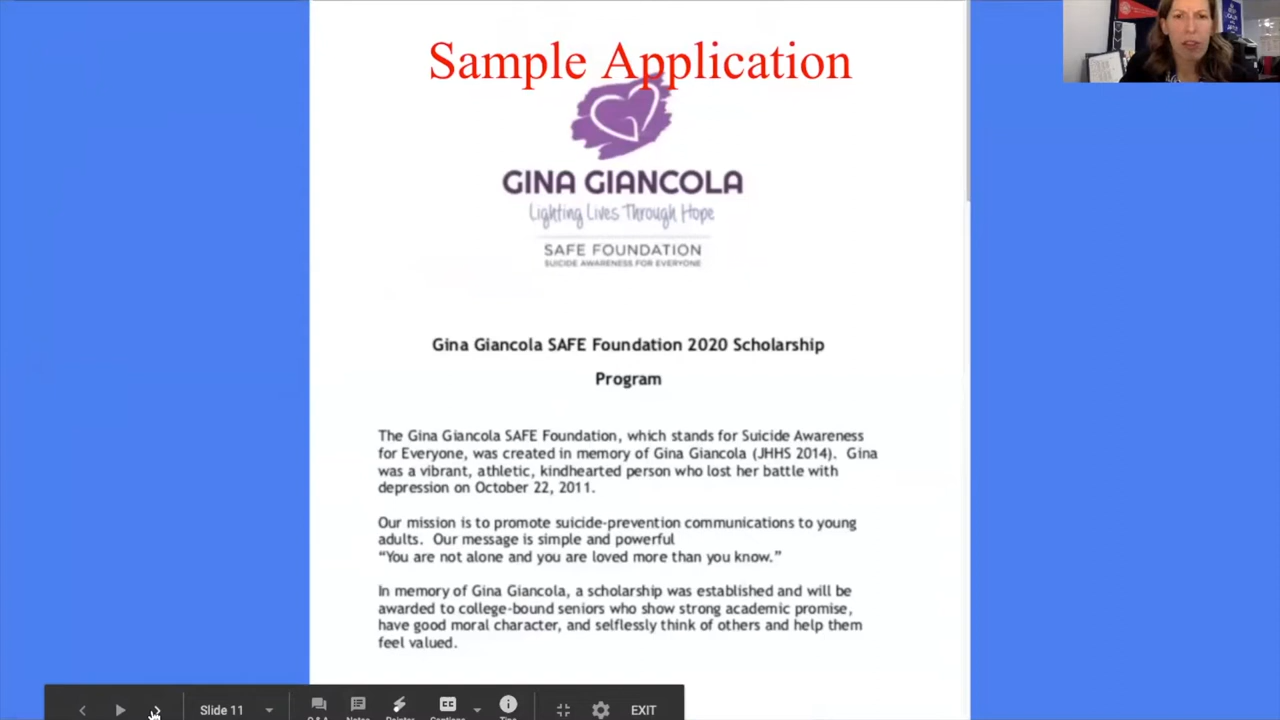 Sample Application
GINA GIANCOLA
Lighting Lives Through Hope
SAFE FOUNDATION
SUICIDE AWARENESS FOR EVERYONE
Gina Giancola SAFE Foundation 2020 Scholarship
Program
The Gina Giancola SAFE Foundation, which stands for Suicide Awareness
for Everyone, was created in memory of Gina Giancola (JHHS 2014). Gina
was a vibrant, athletic, kindhearted person who lost her battle with
depression on October 22, 2011.
Our mission is to promote suicide-prevention communications to young
adults. Our message is simple and powerful
“You are not alone and you are loved more than you know.”
In memory of Gina Giancola, a scholarship was established and will be
awarded to college-bound seniors who show strong academic promise,
have good moral character, and selflessly think of others and help them
feel valued.
Slide 11
CC
EXIT